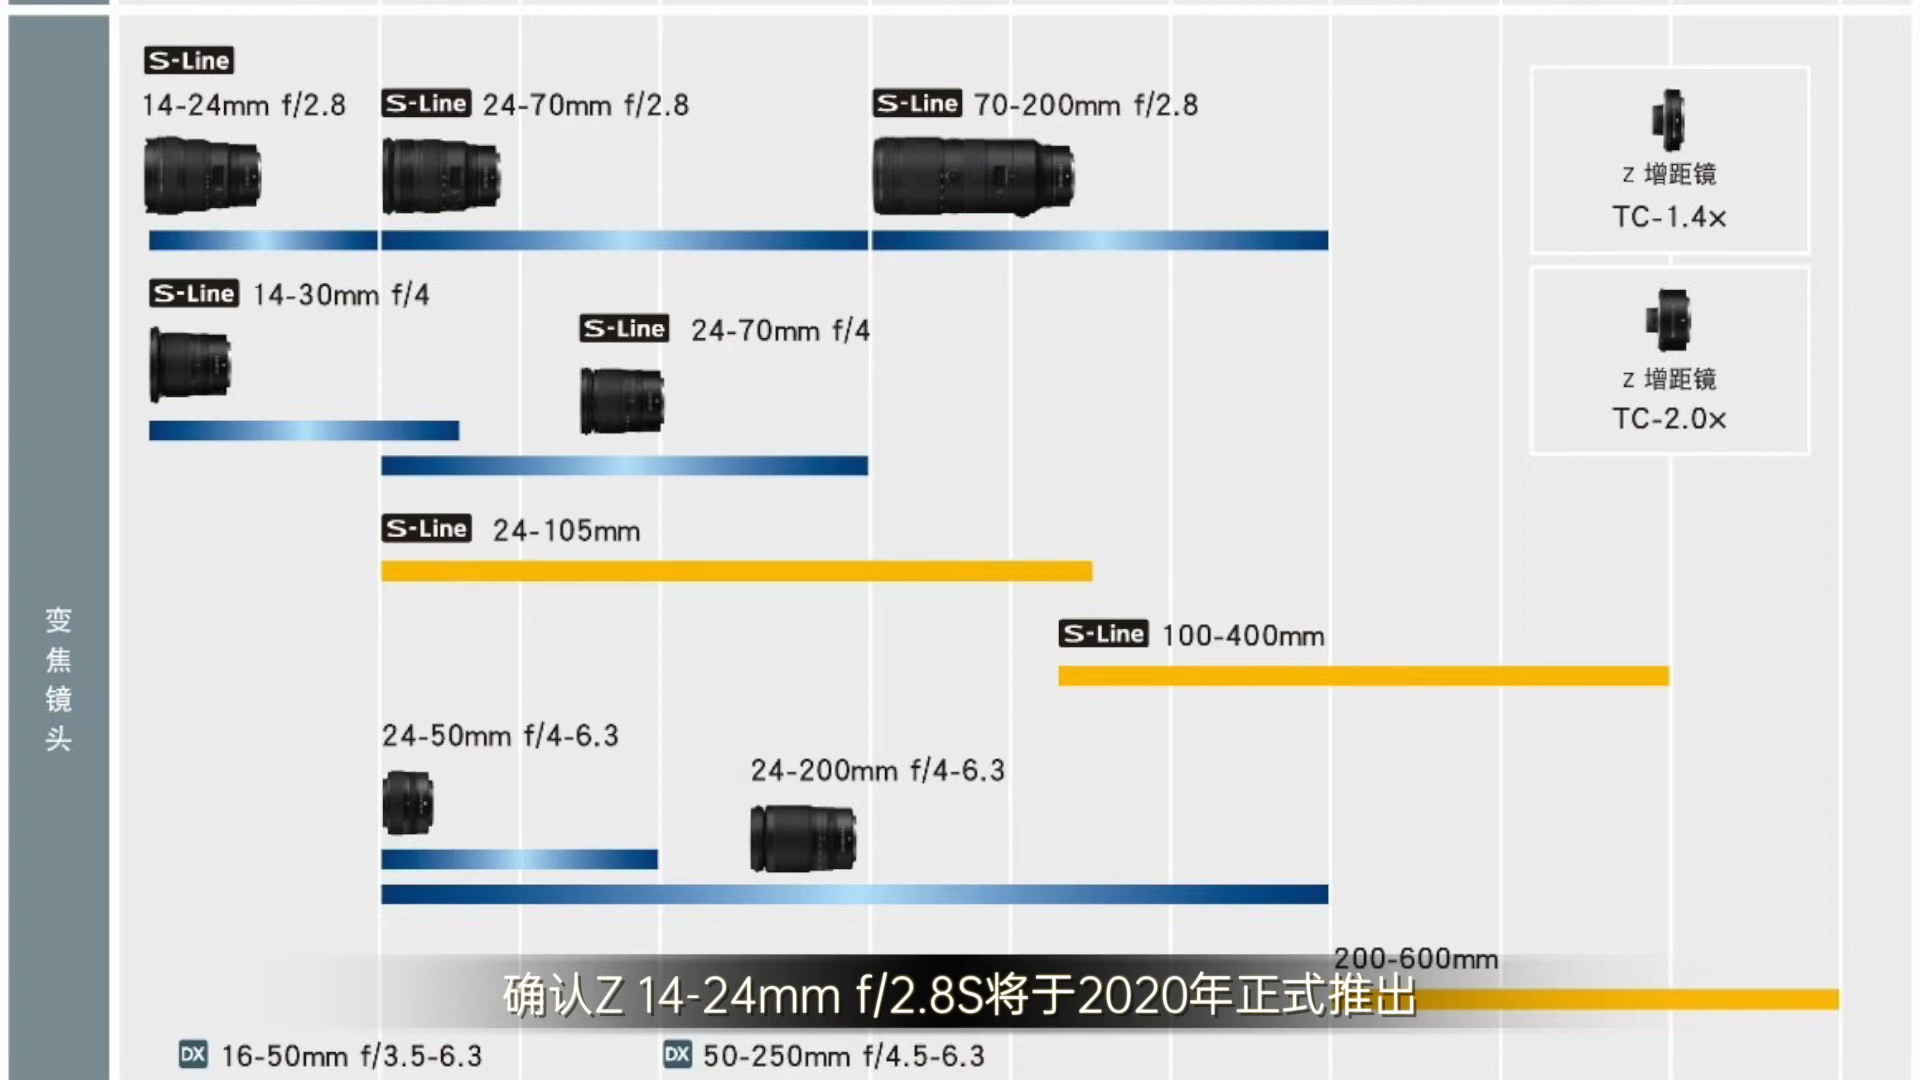 S-Line
14-24mm f/2.8
S-Line 24-70mm f/2.8
S-Line 70-200mm f/2.8
Z 增距镜
TC-1.4×
S-Line 14-30mm f/4
S-Line 24-70mm f/4
Z 增距镜
TC-2.0×
S-Line 24-105mm
S-Line 100-400mm
变焦镜头
24-50mm f/4-6.3
24-200mm f/4-6.3
200-600mm
确认Z 14-24mm f/2.8S将于2020年正式推出
DX 16-50mm f/3.5-6.3
DX 50-250mm f/4.5-6.3